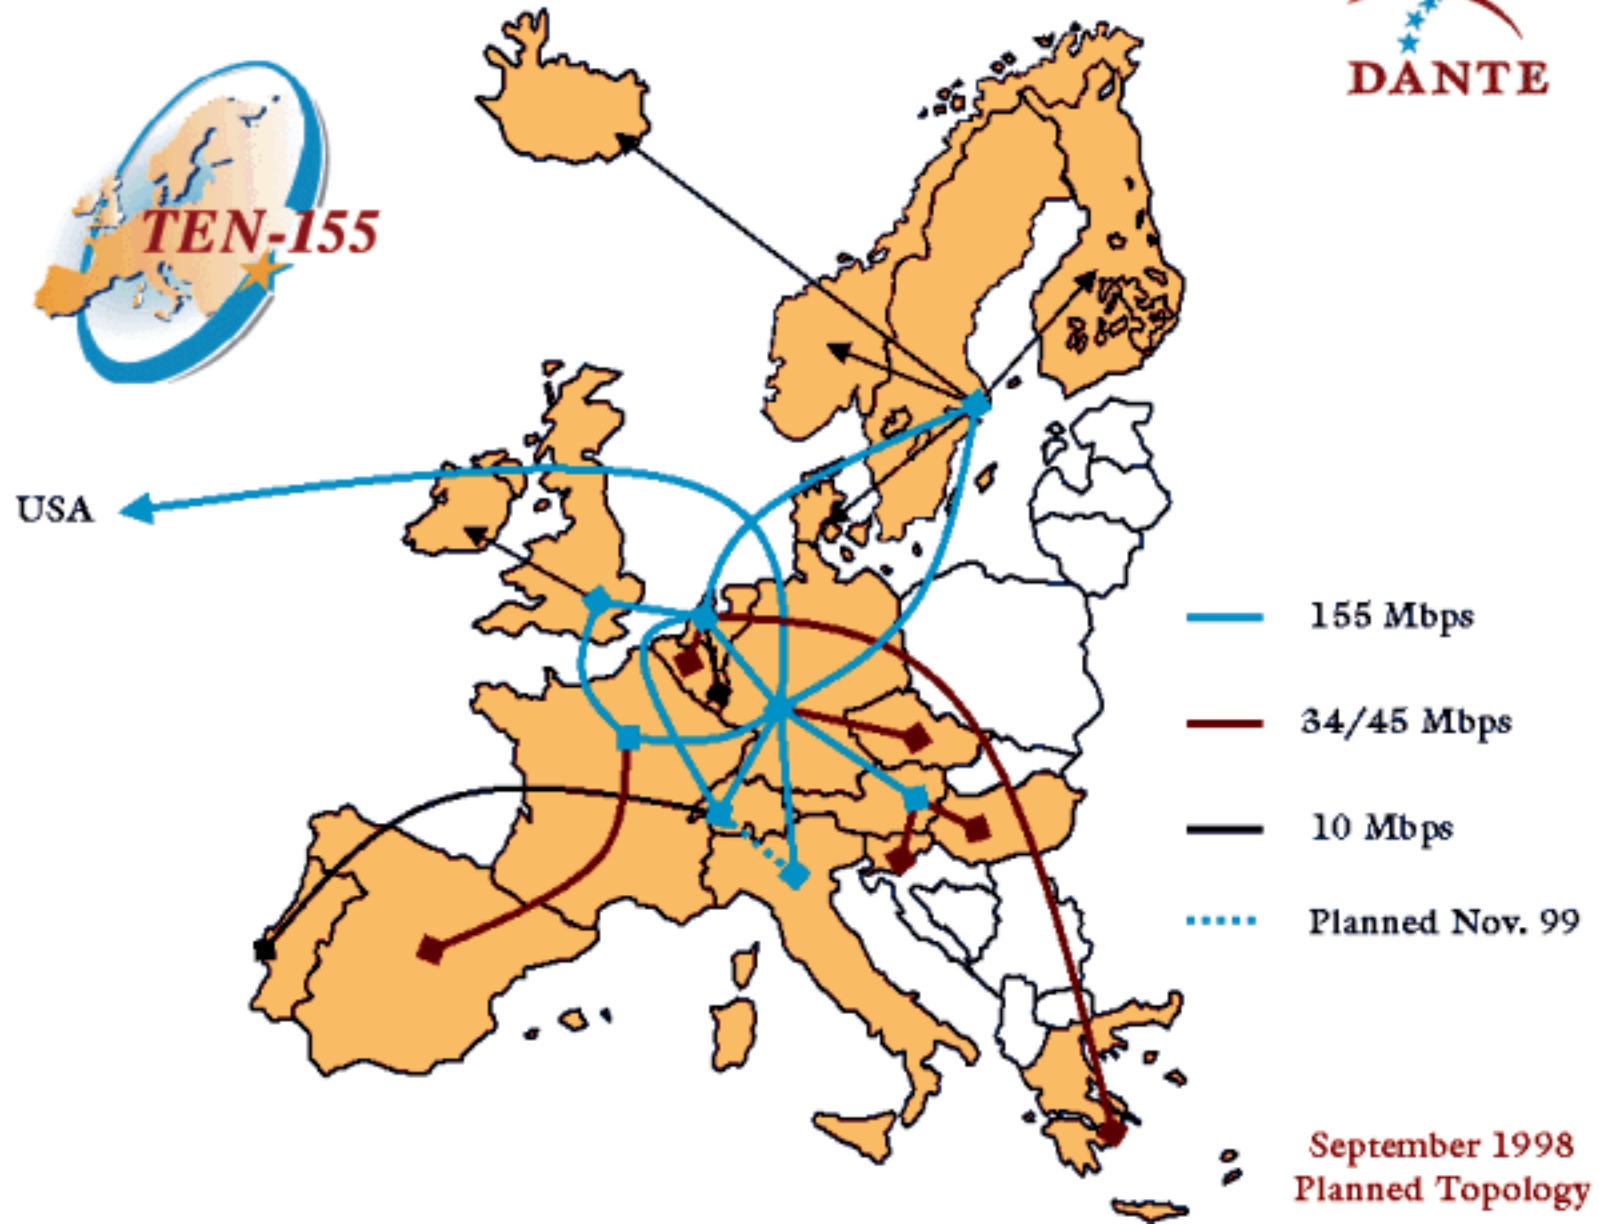 DANTE
TEN-155
USA
155 Mbps
34/45 Mbps
10 Mbps
Planned Nov. 99
September 1998
Planned Topology